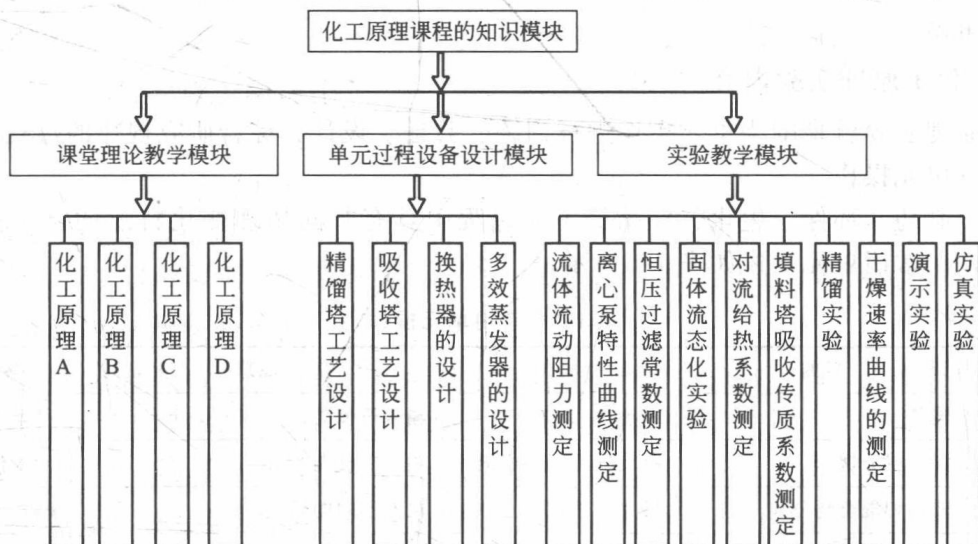 化工原理课程的知识模块
课堂理论教学模块
单元过程设备设计模块
实验教学模块
化工原理A
化工原理B
化工原理C
化工原理D
精馏塔工艺设计
吸收塔工艺设计
换热器的设计
多效蒸发器的设计
流体流动阻力测定
离心泵特性曲线测定
恒压过滤常数测定
固体流态化实验
对流给热系数测定
填料塔吸收传质系数测定
精馏实验
干燥速率曲线的测定
演示实验
仿真实验